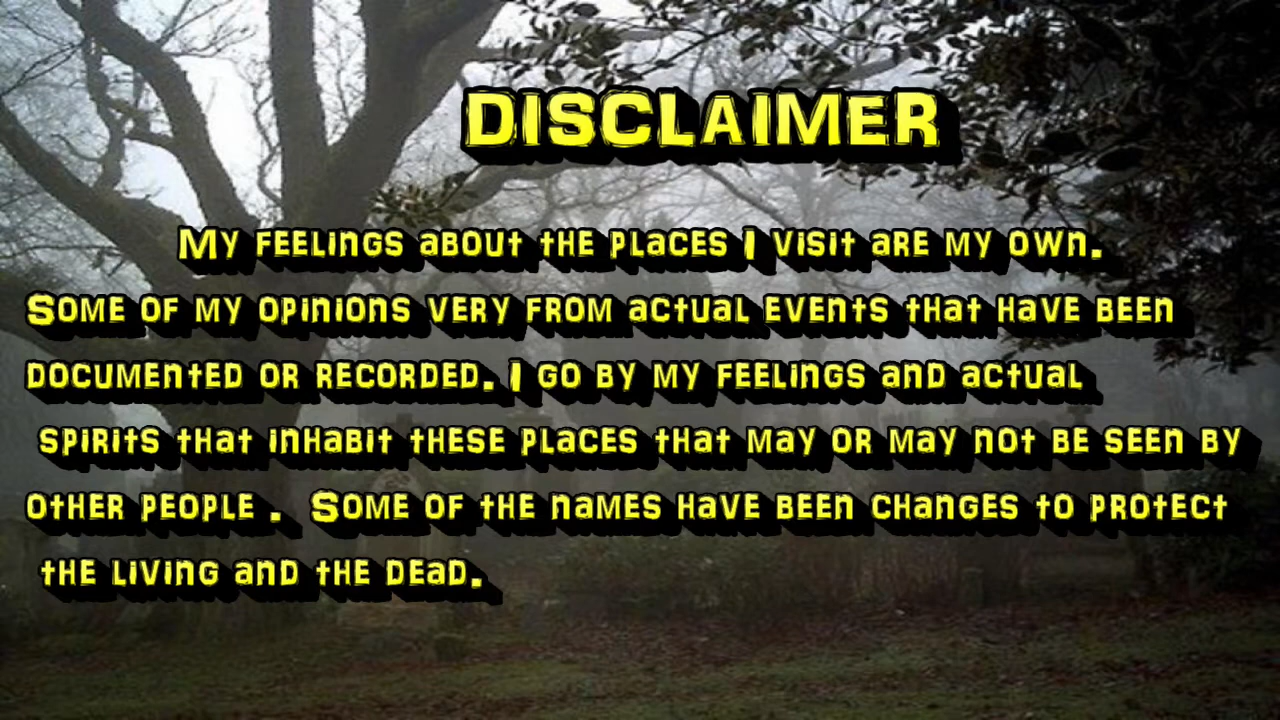 DISCLAIMER
My feelings about the places I visit are my own.
Some of my opinions very from actual events that have been
documented or recorded. I go by my feelings and actual
spirits that inhabit these places that may or may not be seen by
other people .  Some of the names have been changes to protect
the living and the dead.